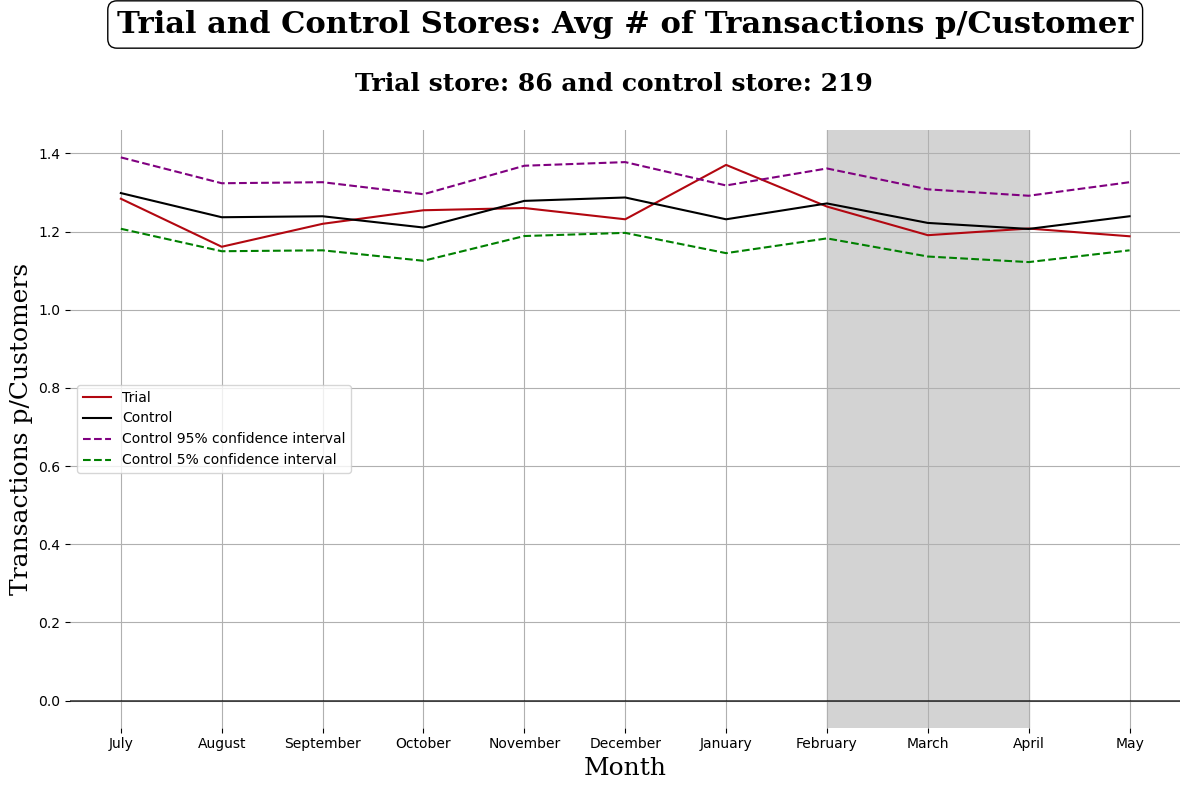 Trial and Control Stores: Avg # of Transactions p/Customer
Trial store: 86 and control store: 219
Transactions p/Customers
1.4
1.2
1.0
0.8
0.6
0.4
0.2
0.0
Trial
Control
Control 95% confidence interval
Control 5% confidence interval
July August September October November December January February March April May
Month